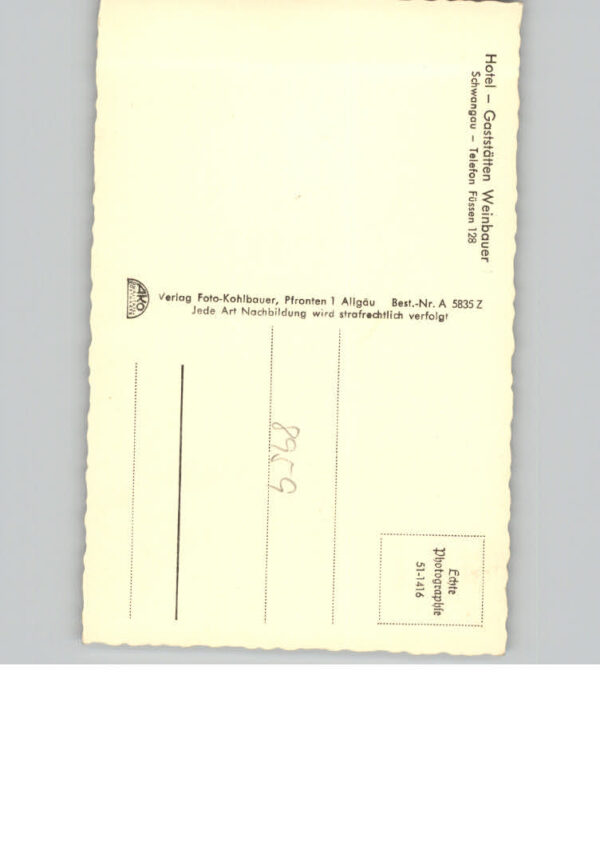 Hotel – Gaststätten Weinbauer
Schwangau – Telefon Füssen 128
AKO
Verlag Foto-Kohlbauer, Pfronten 1 Allgäu Best.-Nr. A 5835 Z
Jede Art Nachbildung wird strafrechtlich verfolgt
8959
Echte
Photographie
51-1416